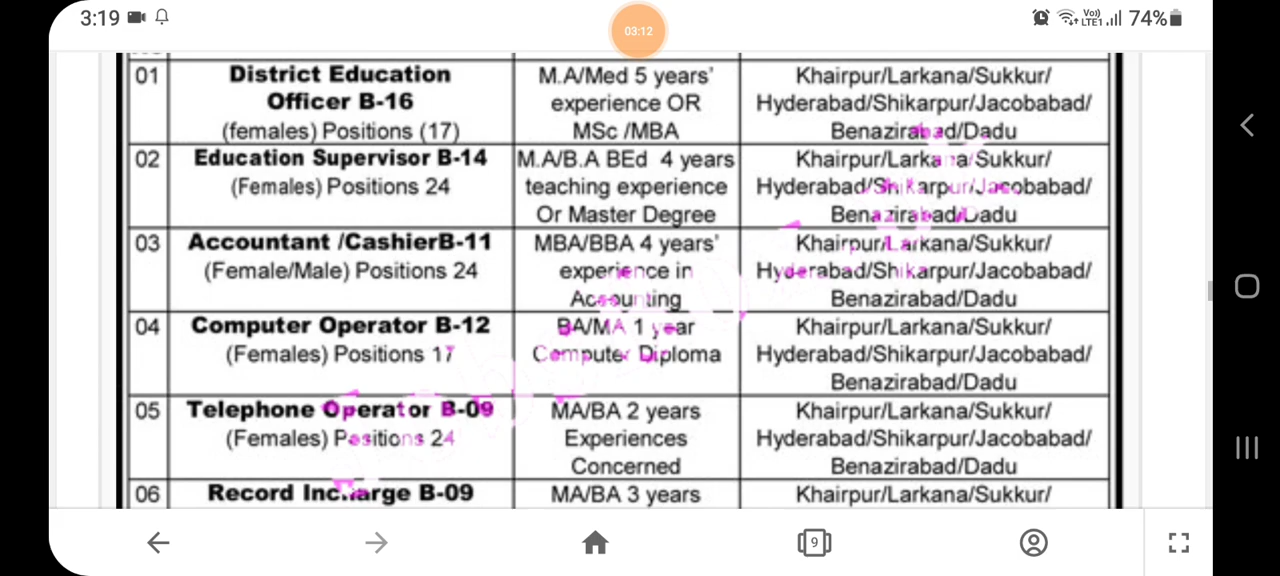 3:19
03:12
Vo))
LTE1
74%
01
District Education
Officer B-16
(females) Positions (17)
M.A/Med 5 years'
experience OR
MSc /MBA
Khairpur/Larkana/Sukkur/
Hyderabad/Shikarpur/Jacobabad/
Benazirabad/Dadu
02
Education Supervisor B-14
(Females) Positions 24
M.A/B.A BEd 4 years
teaching experience
Or Master Degree
Khairpur/Larkana/Sukkur/
Hyderabad/Shikarpur/Jacobabad/
Benazirabad/Dadu
03
Accountant /CashierB-11
(Female/Male) Positions 24
MBA/BBA 4 years'
experience in
Accounting
Khairpur/Larkana/Sukkur/
Hyderabad/Shikarpur/Jacobabad/
Benazirabad/Dadu
04
Computer Operator B-12
(Females) Positions 17
BA/MA 1 year
Computer Diploma
Khairpur/Larkana/Sukkur/
Hyderabad/Shikarpur/Jacobabad/
Benazirabad/Dadu
05
Telephone Operator B-09
(Females) Positions 24
MA/BA 2 years
Experiences
Concerned
Khairpur/Larkana/Sukkur/
Hyderabad/Shikarpur/Jacobabad/
Benazirabad/Dadu
06
Record Incharge B-09
MA/BA 3 years
Khairpur/Larkana/Sukkur/
9